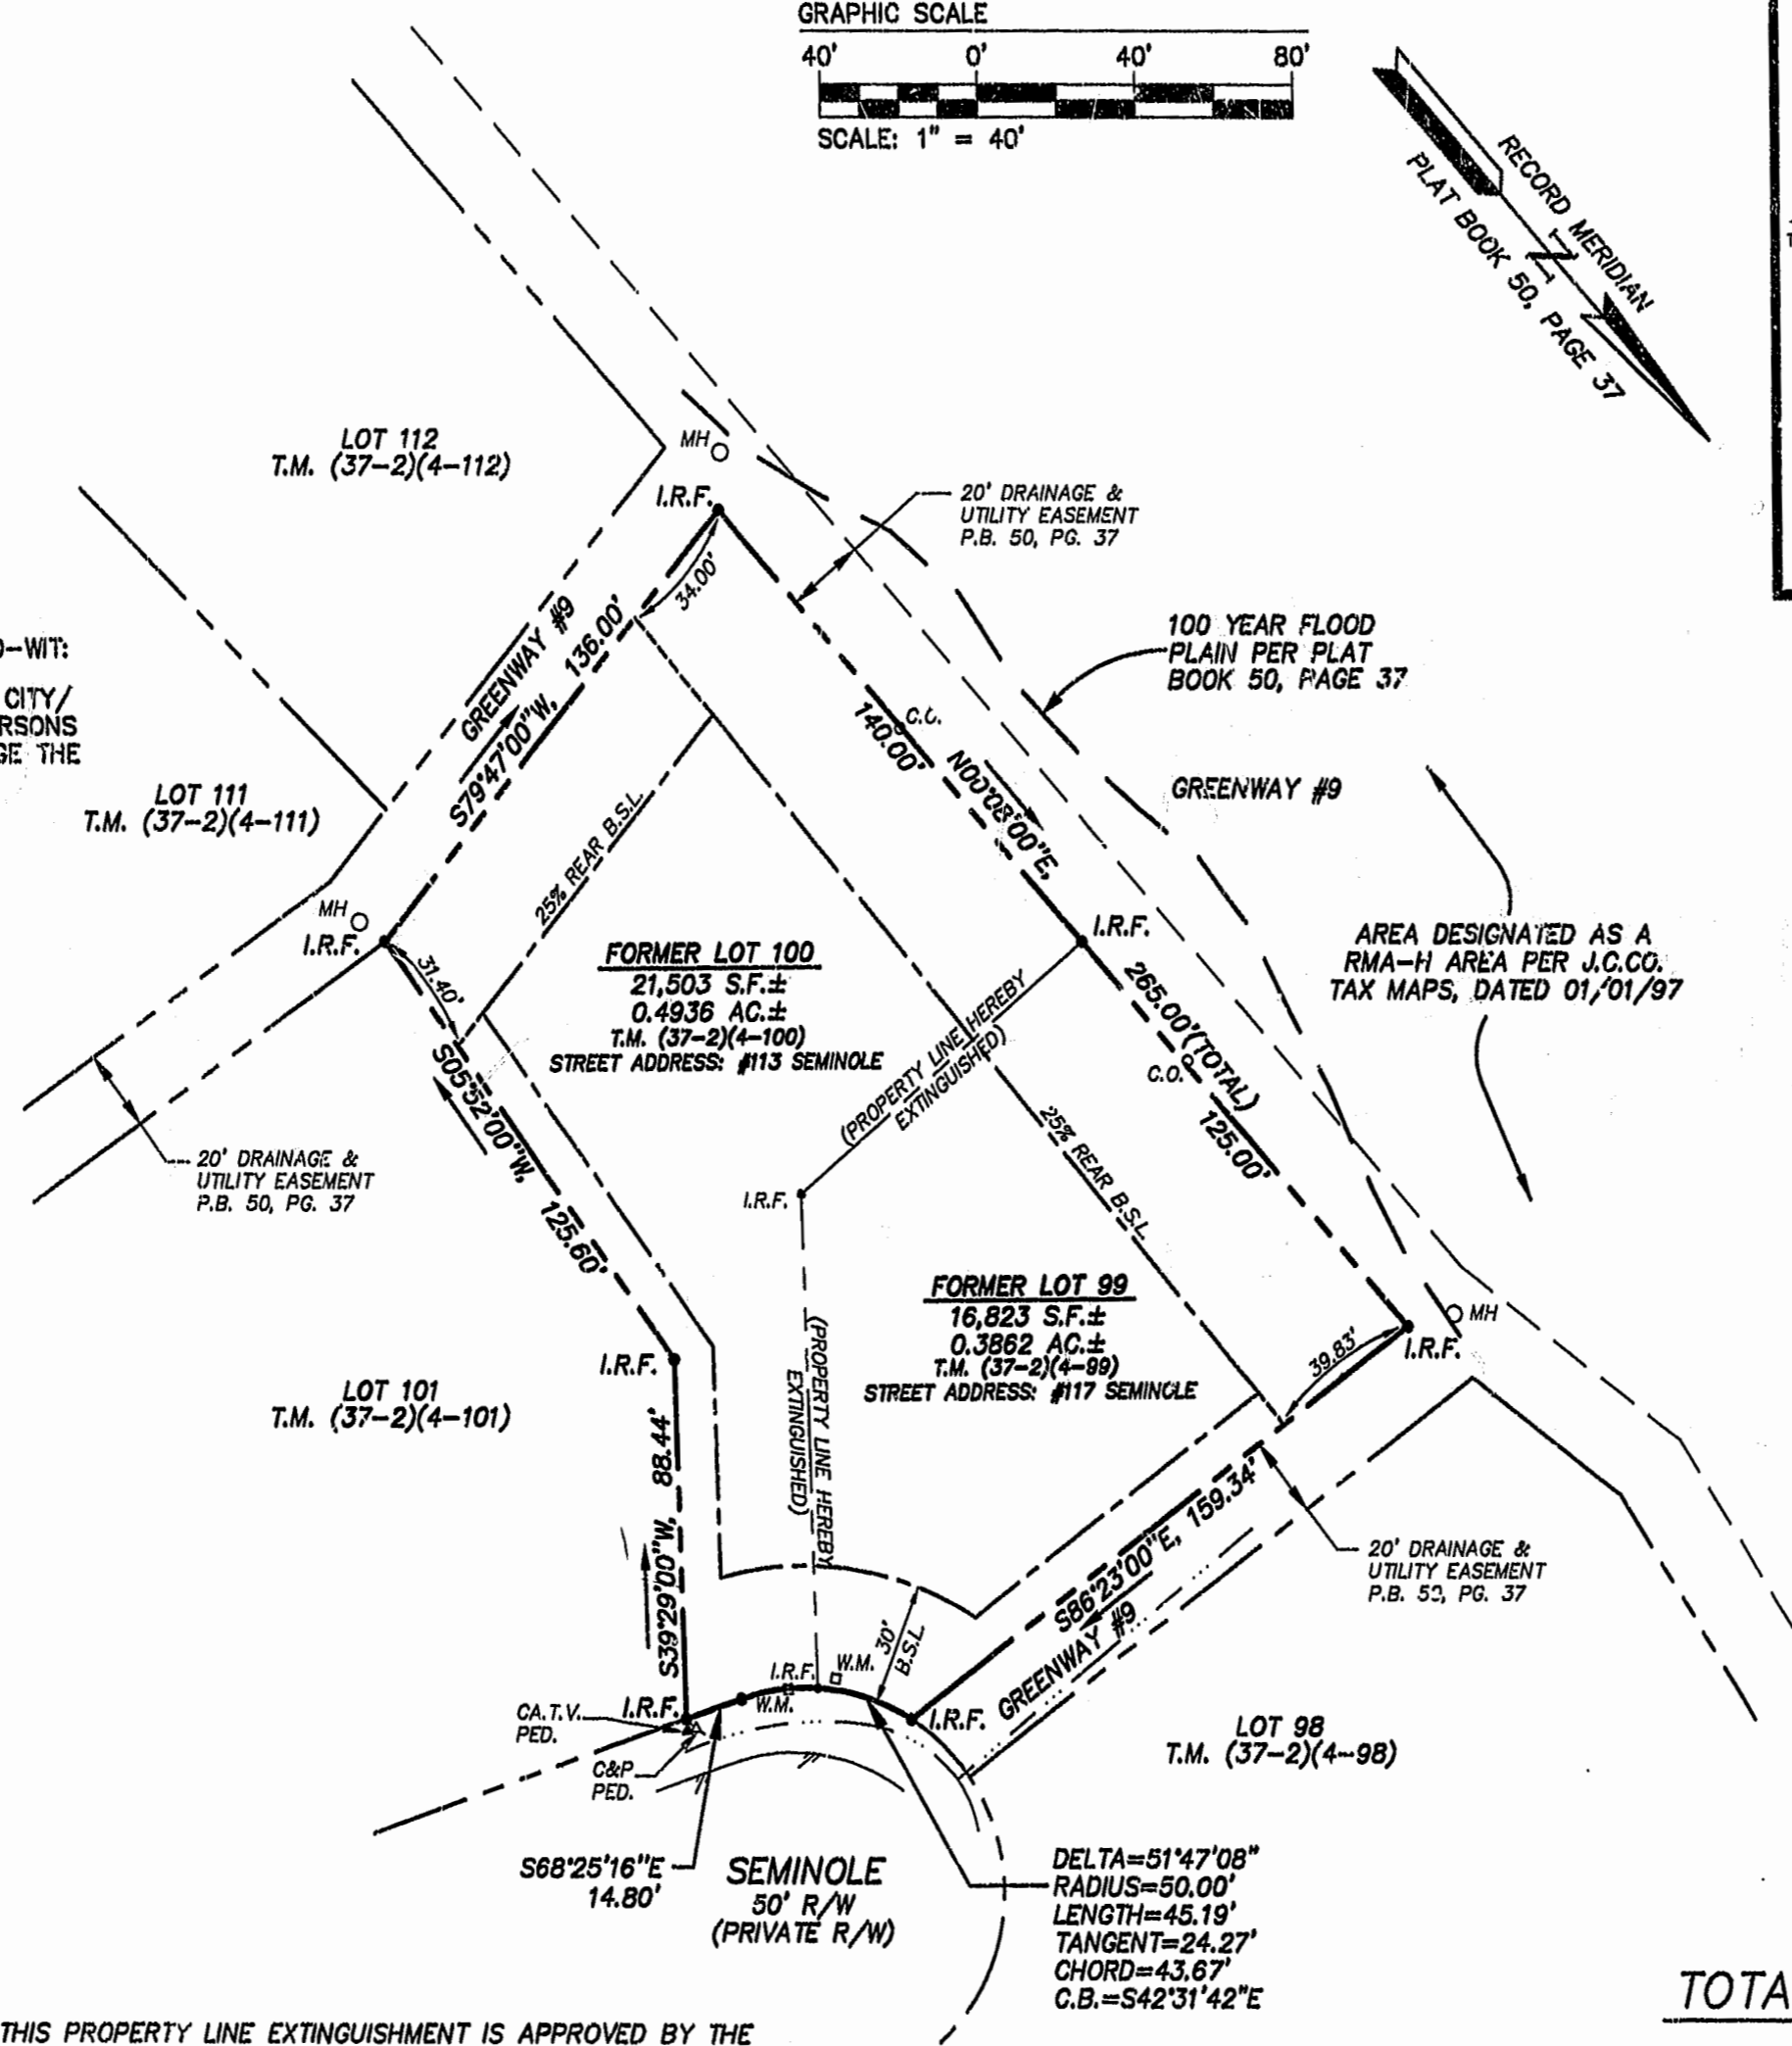 GRAPHIC SCALE
40' 0' 40' 80'
SCALE: 1" = 40'
RECORD MERIDIAN
PLAT BOOK 50, PAGE 37
N
LOT 112
T.M. (37-2)(4-112)
MH
I.R.F.
34.00'
20' DRAINAGE &
UTILITY EASEMENT
P.B. 50, PG. 37
GREENWAY #9
S79°47'00"W, 136.00'
-WIT:
CITY/
RSONS
GE THE
100 YEAR FLOOD
PLAIN PER PLAT
BOOK 50, PAGE 37
140.00'
N00°08'00"E,
265.00'(TOTAL)
125.00'
GREENWAY #9
LOT 111
T.M. (37-2)(4-111)
25% REAR B.S.L.
MH
I.R.F.
31.40'
I.R.F.
FORMER LOT 100
21,503 S.F.±
0.4936 AC.±
T.M. (37-2)(4-100)
STREET ADDRESS: #113 SEMINOLE
AREA DESIGNATED AS A
RMA-H AREA PER J.C.CO.
TAX MAPS, DATED 01/01/97
(PROPERTY LINE HEREBY
EXTINGUISHED)
C.O.
S05°52'00"W, 125.60'
20' DRAINAGE &
UTILITY EASEMENT
P.B. 50, PG. 37
I.R.F.
25% REAR B.S.L.
FORMER LOT 99
16,823 S.F.±
0.3862 AC.±
T.M. (37-2)(4-99)
STREET ADDRESS: #117 SEMINOLE
MH
I.R.F.
39.83'
(PROPERTY LINE HEREBY
EXTINGUISHED)
I.R.F.
LOT 101
T.M. (37-2)(4-101)
S39°29'00"W, 88.44'
S86°23'00"E, 159.34'
GREENWAY #9
20' DRAINAGE &
UTILITY EASEMENT
P.B. 50, PG. 37
30'
B.S.L.
I.R.F.
W.M.
W.M.
I.R.F.
I.R.F.
CA.T.V.
PED.
C&P
PED.
LOT 98
T.M. (37-2)(4-98)
S68°25'16"E
14.80'
SEMINOLE
50' R/W
(PRIVATE R/W)
DELTA=51°47'08"
RADIUS=50.00'
LENGTH=45.19'
TANGENT=24.27'
CHORD=43.67'
C.B.=S42°31'42"E
TOTA
THIS PROPERTY LINE EXTINGUISHMENT IS APPROVED BY THE